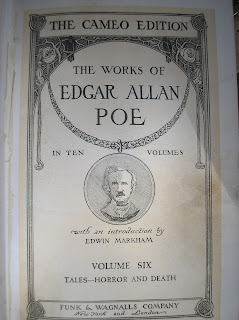 THE CAMEO EDITION
THE WORKS OF
EDGAR ALLAN
POE
IN TEN VOLUMES
with an introduction by
EDWIN MARKHAM
VOLUME SIX
TALES—HORROR AND DEATH
FUNK & WAGNALLS COMPANY
New York and London